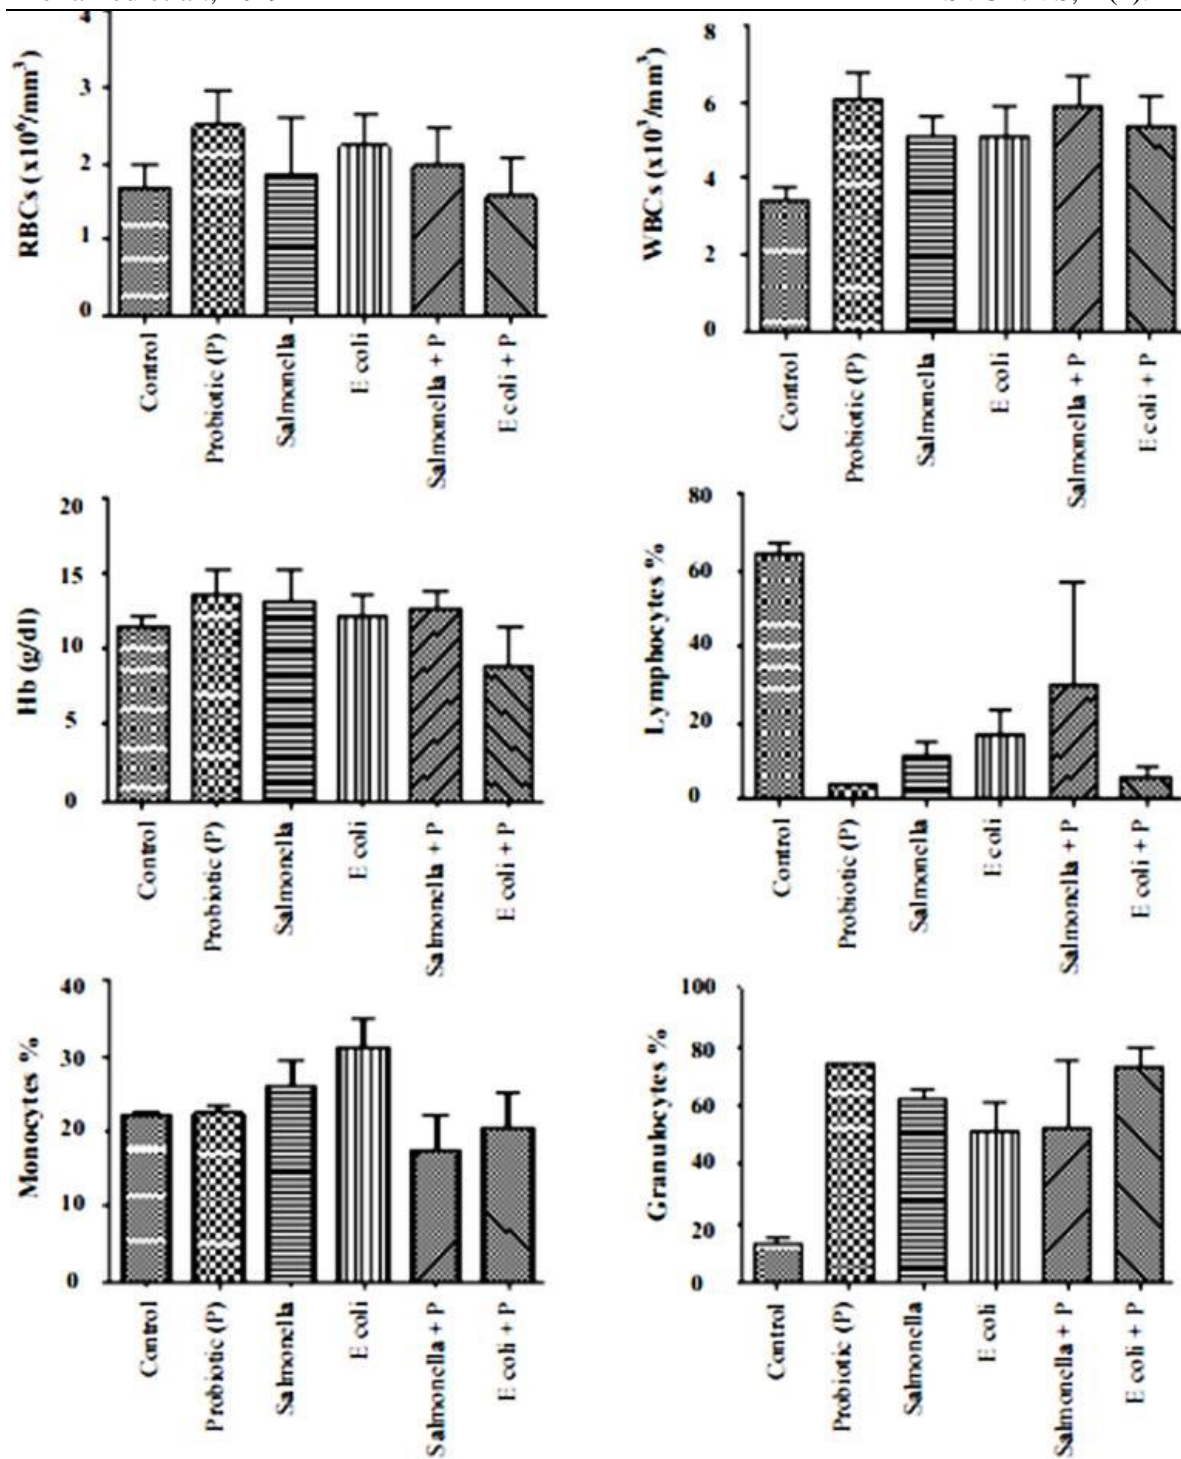 4
3
2
1
0
RBCs (x10⁶/mm³)
Control
Probiotic (P)
Salmonella
E coli
Salmonella + P
E coli + P
8
6
4
2
0
WBCs (x10³/mm³)
Control
Probiotic (P)
Salmonella
E coli
Salmonella + P
E coli + P
20
15
10
5
0
Hb (g/dl)
Control
Probiotic (P)
Salmonella
E coli
Salmonella + P
E coli + P
80
60
40
20
0
Lymphocytes %
Control
Probiotic (P)
Salmonella
E coli
Salmonella + P
E coli + P
40
30
20
10
0
Monocytes %
Control
Probiotic (P)
Salmonella
E coli
Salmonella + P
E coli + P
100
80
60
40
20
0
Granulocytes %
Control
Probiotic (P)
Salmonella
E coli
Salmonella + P
E coli + P